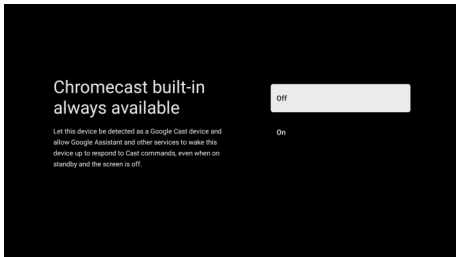 Chromecast built-in
always available
Let this device be detected as a Google Cast device and
allow Google Assistant and other services to wake this
device up to respond to Cast commands, even when on
standby and the screen is off.
Off
On